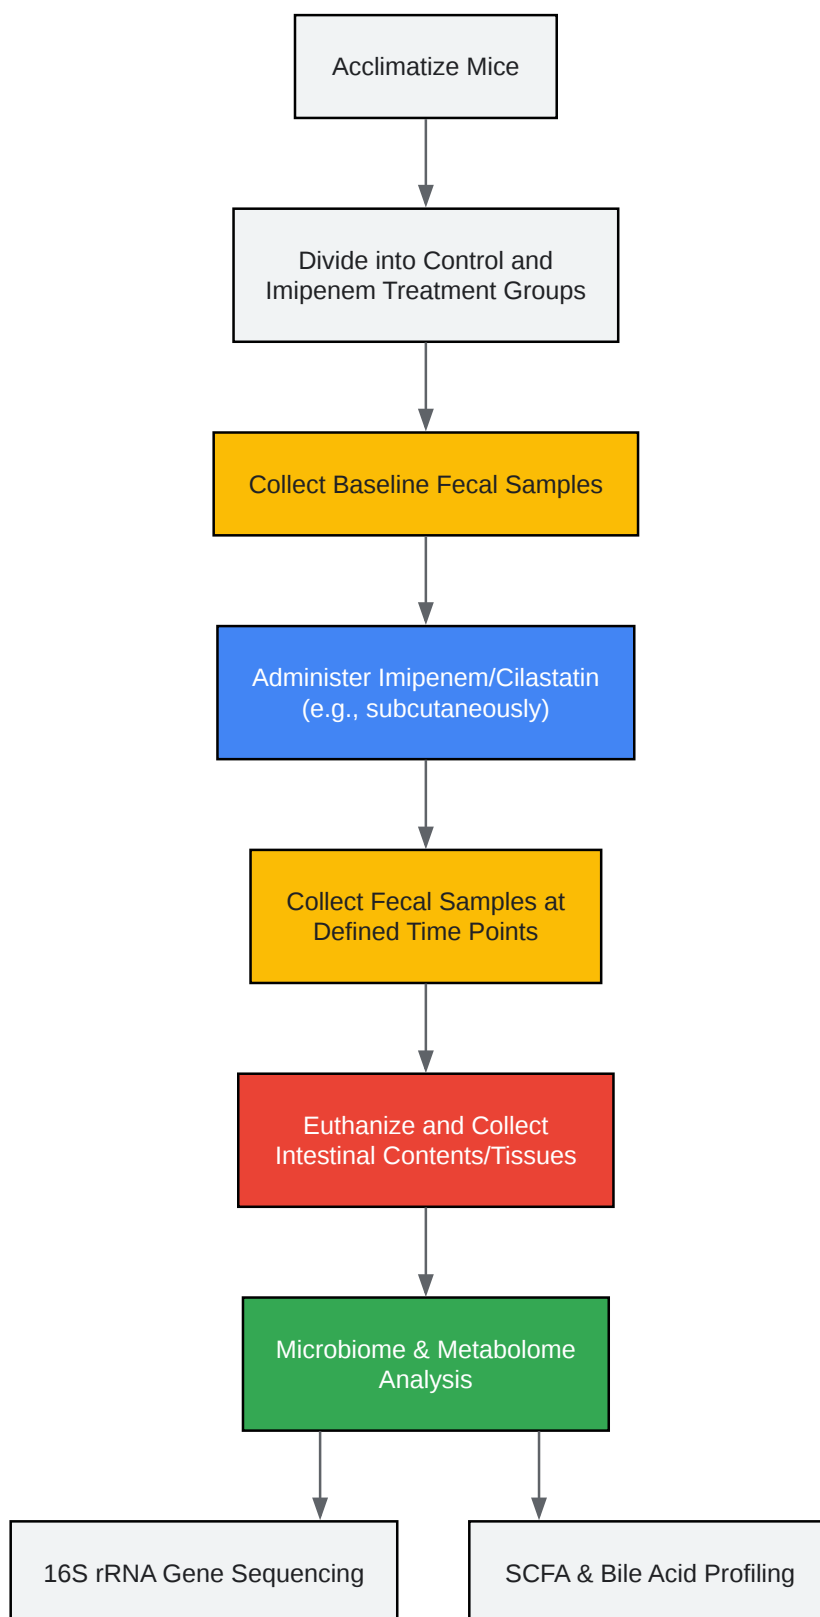 Acclimatize Mice
Divide into Control and
Imipenem Treatment Groups
Collect Baseline Fecal Samples
Administer Imipenem/Cilastatin
(e.g., subcutaneously)
Collect Fecal Samples at
Defined Time Points
Euthanize and Collect
Intestinal Contents/Tissues
Microbiome & Metabolome
Analysis
16S rRNA Gene Sequencing
SCFA & Bile Acid Profiling